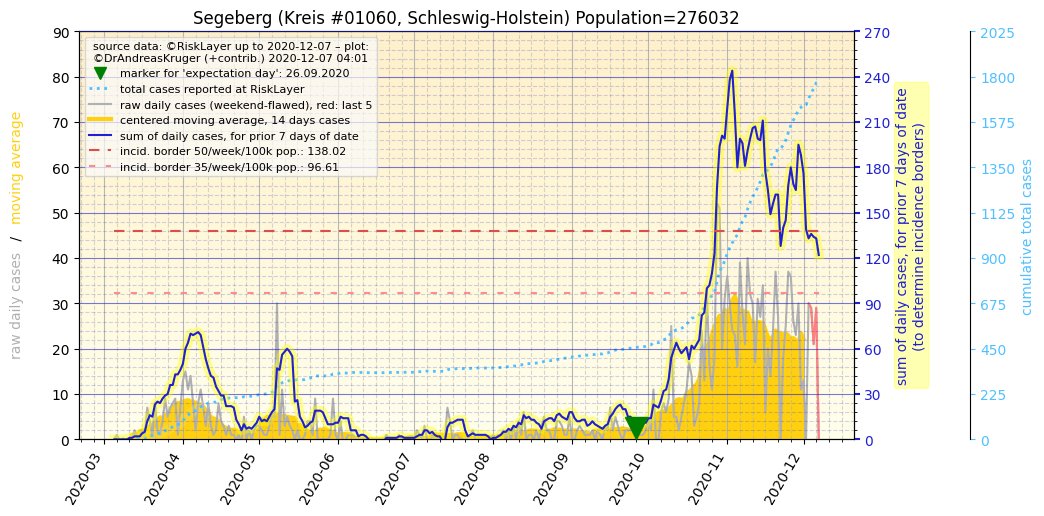 Segeberg (Kreis #01060, Schleswig-Holstein) Population=276032
source data: ©RiskLayer up to 2020-12-07 – plot:
©DrAndreasKruger (+contrib.) 2020-12-07 04:01
marker for 'expectation day': 26.09.2020
total cases reported at RiskLayer
raw daily cases (weekend-flawed), red: last 5
centered moving average, 14 days cases
sum of daily cases, for prior 7 days of date
incid. border 50/week/100k pop.: 138.02
incid. border 35/week/100k pop.: 96.61
raw daily cases / moving average
90
80
70
60
50
40
30
20
10
0
2020-03
2020-04
2020-05
2020-06
2020-07
2020-08
2020-09
2020-10
2020-11
2020-12
270
240
210
180
150
120
90
60
30
0
sum of daily cases, for prior 7 days of date
(to determine incidence borders)
2025
1800
1575
1350
1125
900
675
450
225
0
cumulative total cases